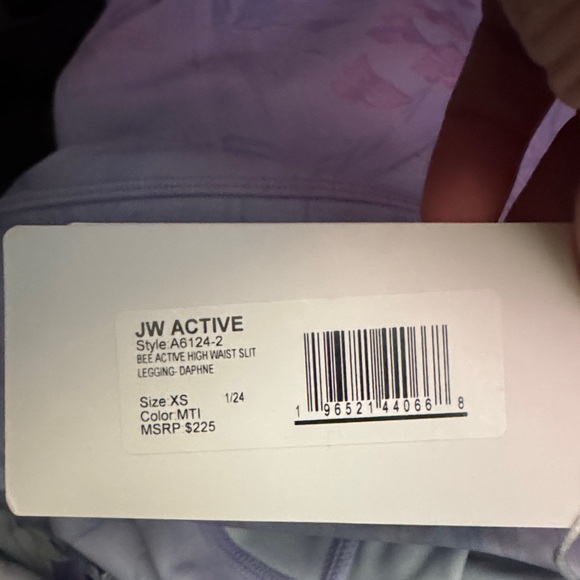 JW ACTIVE
Style:A6124-2
BEE ACTIVE HIGH WAIST SLIT
LEGGING- DAPHNE
Size:XS 1/24
Color:MTI
MSRP:$225
1 96521 44066 8